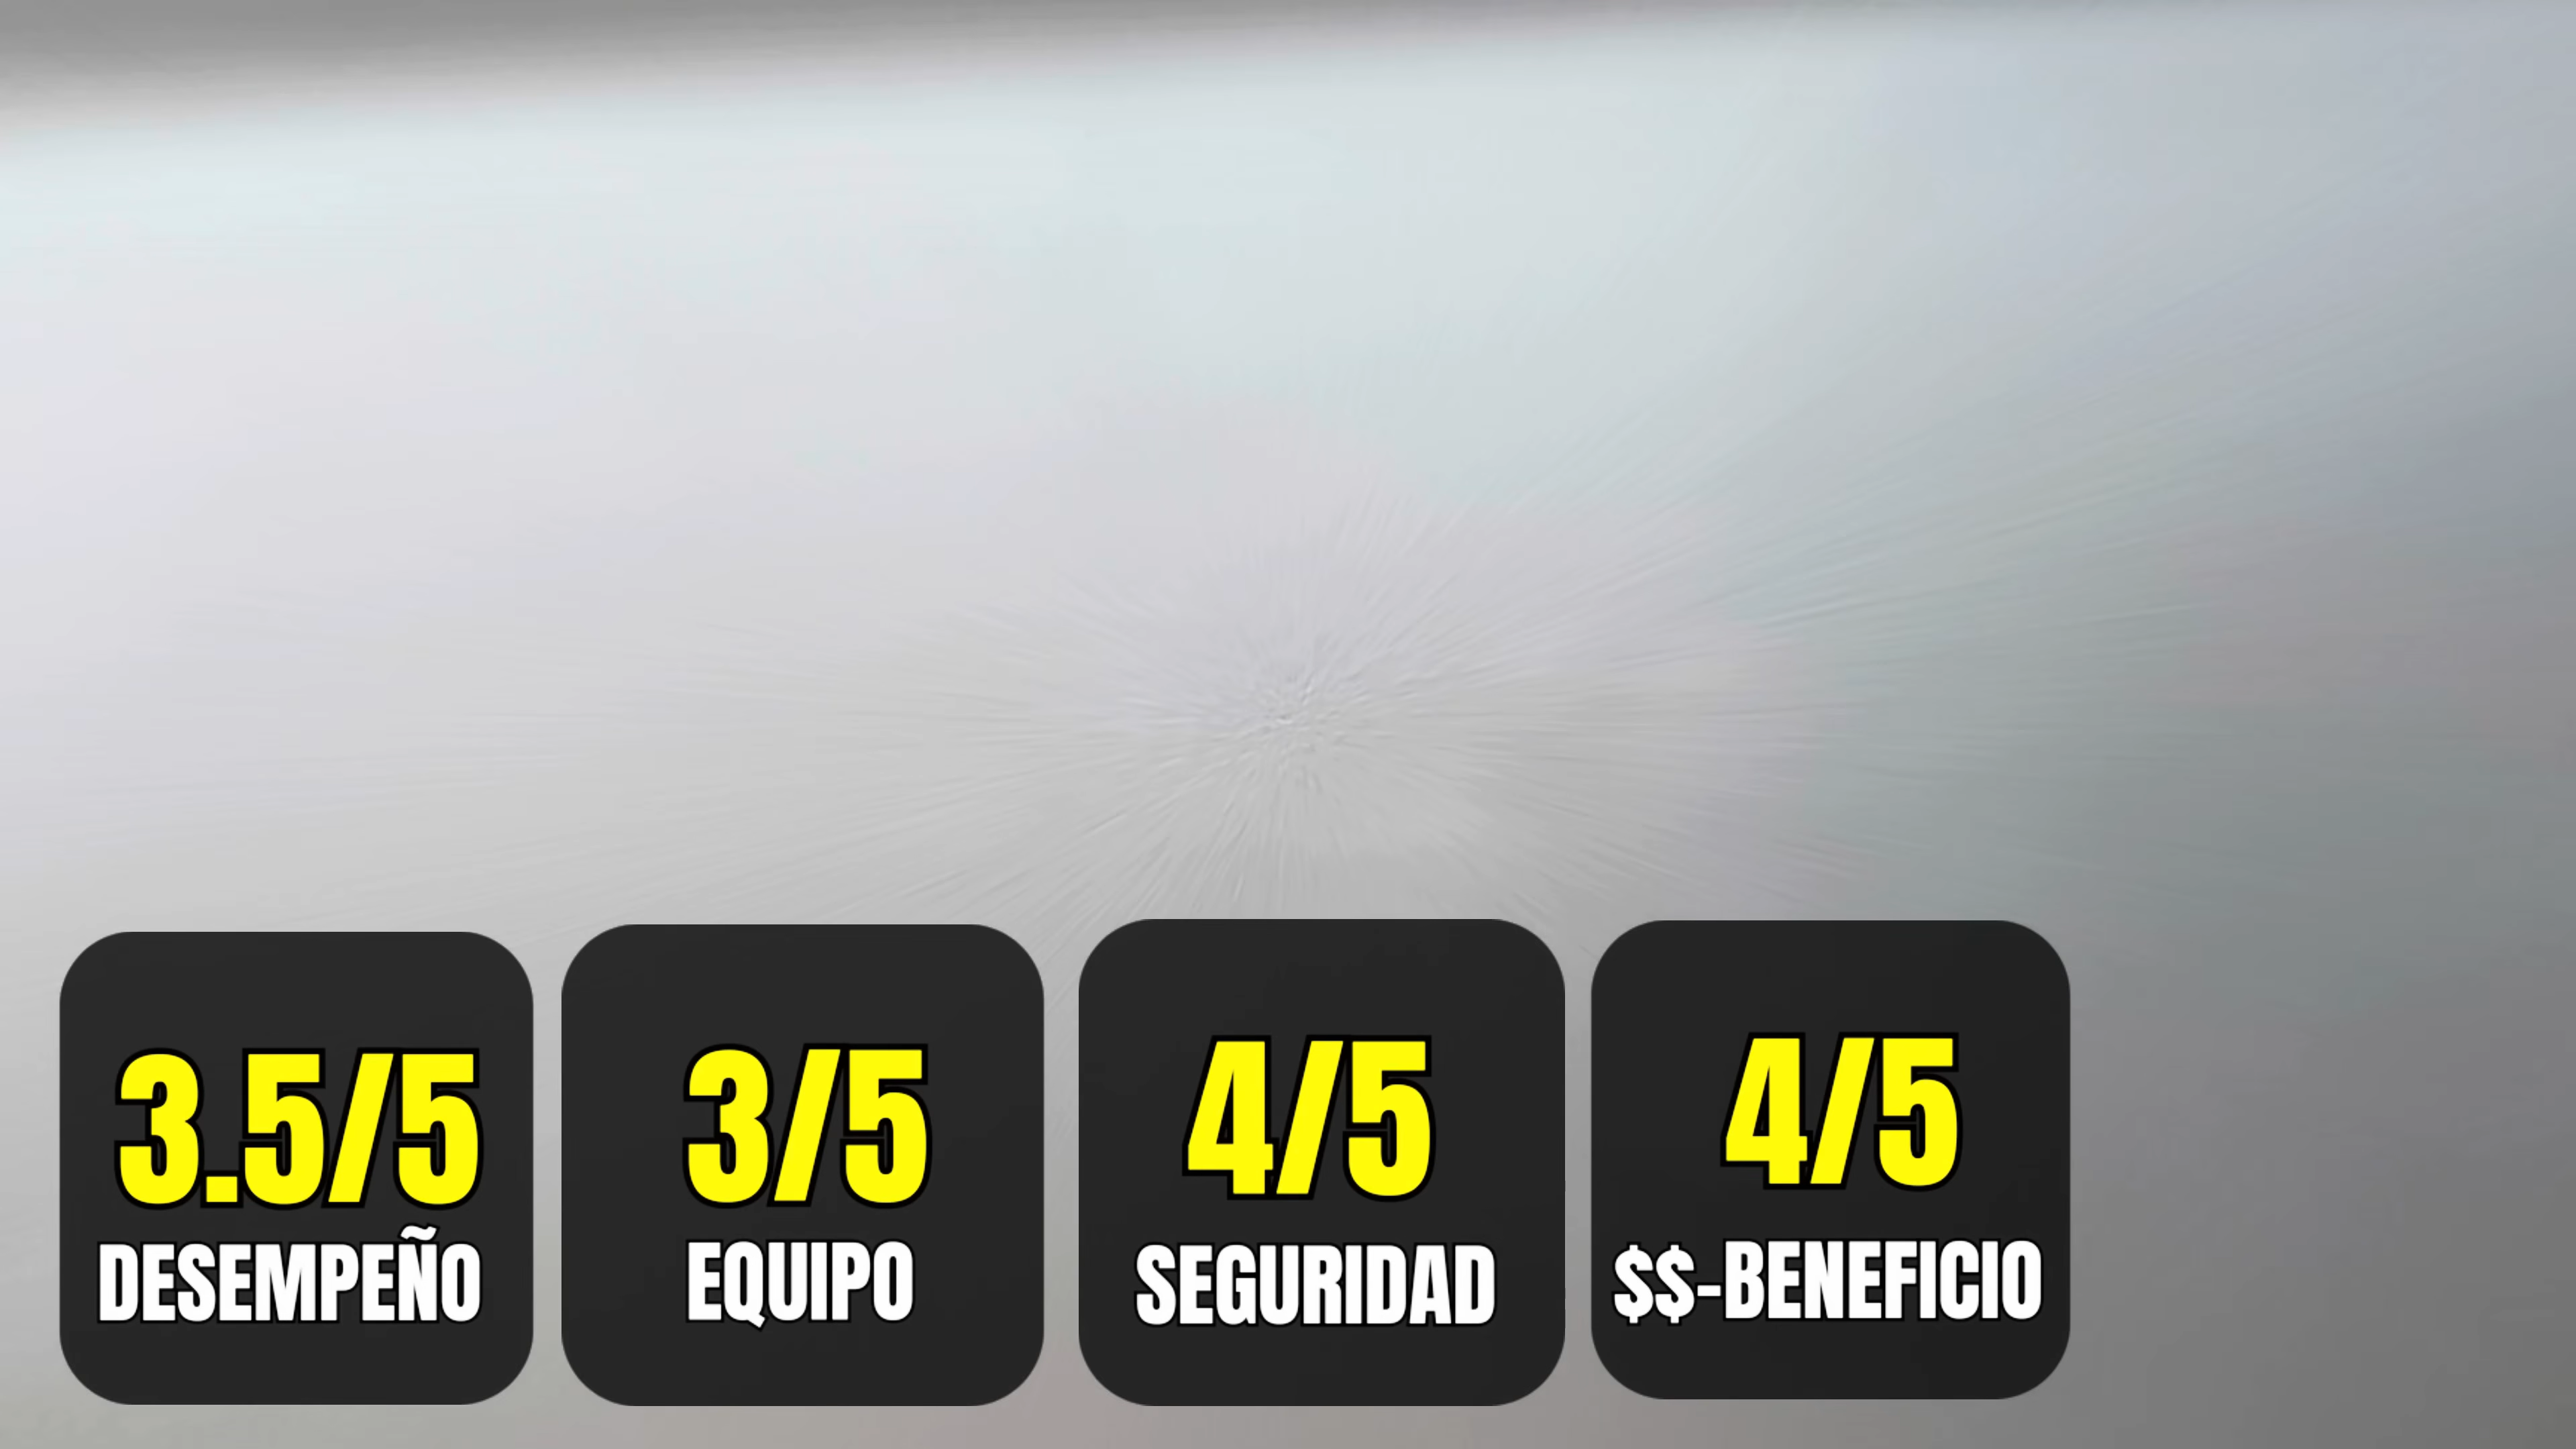 3.5/5
DESEMPEÑO
3/5
EQUIPO
4/5
SEGURIDAD
4/5
$$-BENEFICIO